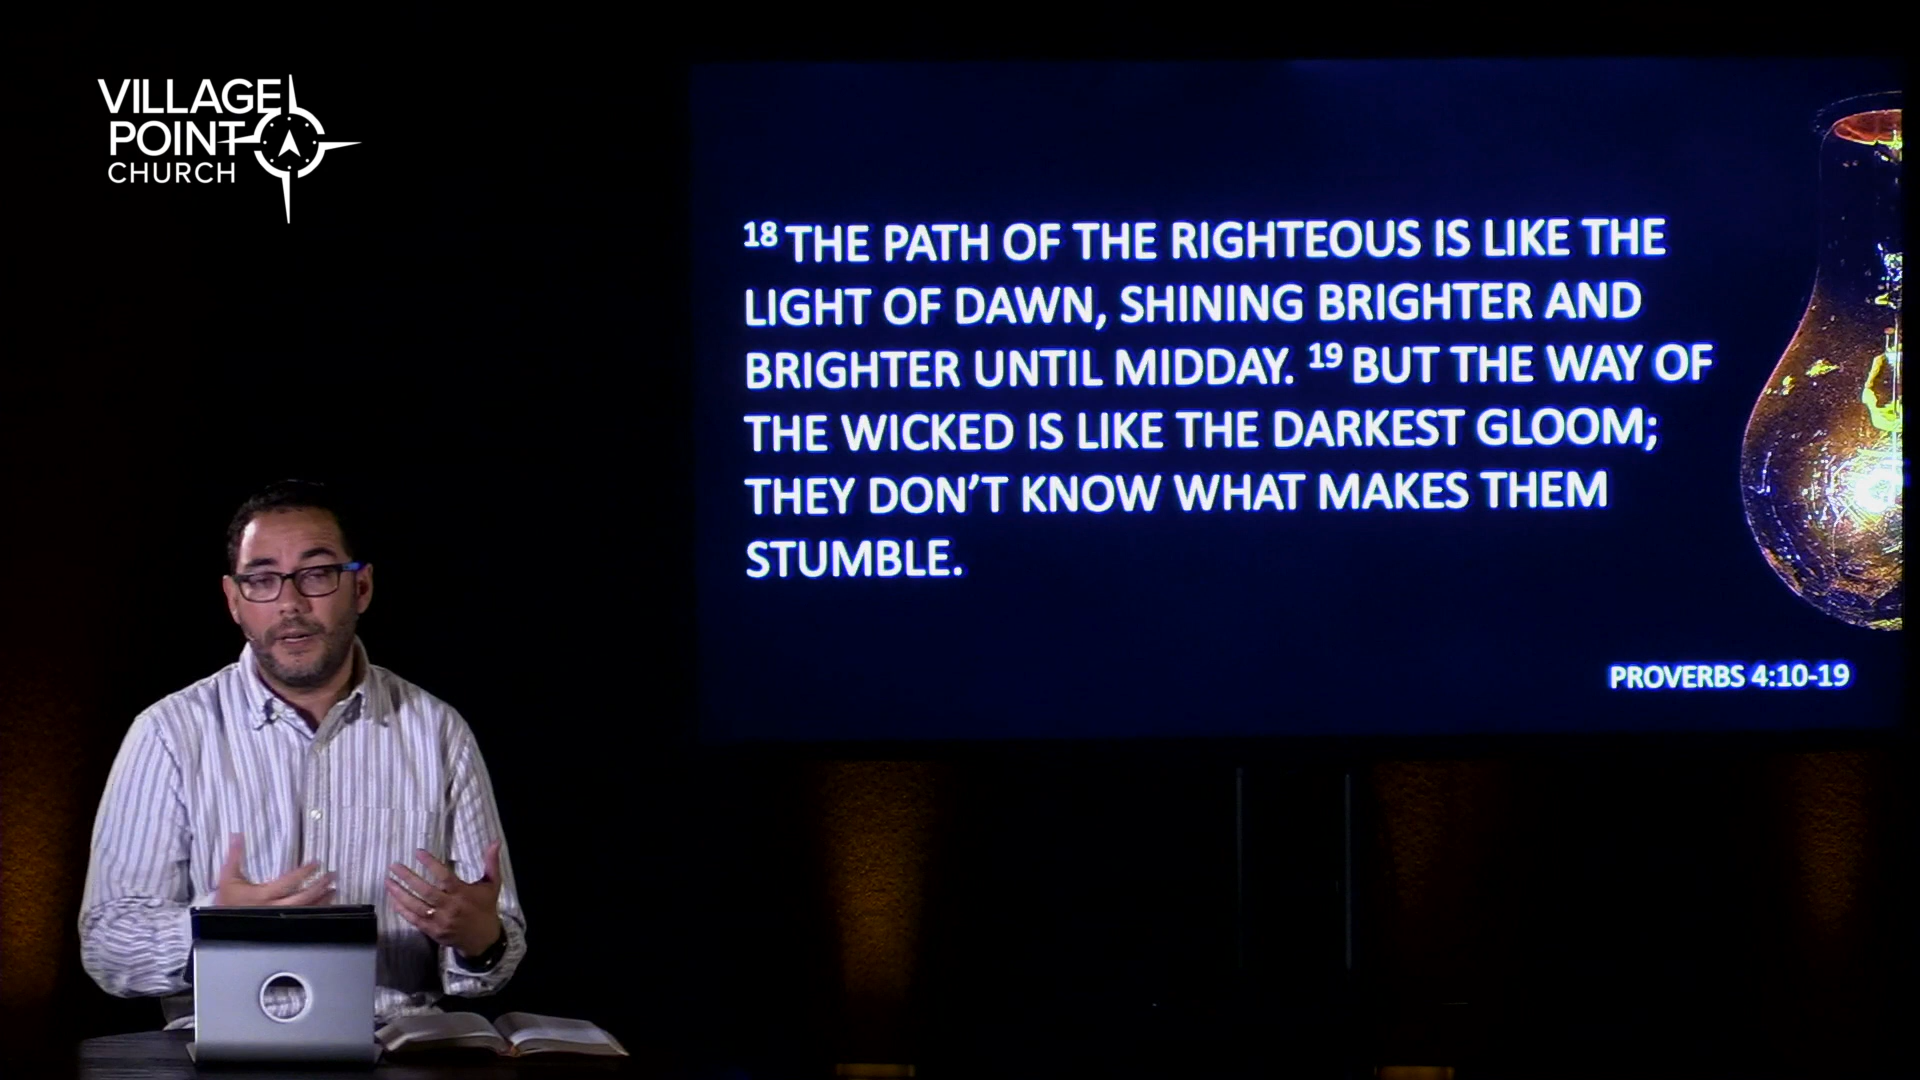 VILLAGE
POINT
CHURCH
18 THE PATH OF THE RIGHTEOUS IS LIKE THE
LIGHT OF DAWN, SHINING BRIGHTER AND
BRIGHTER UNTIL MIDDAY. 19 BUT THE WAY OF
THE WICKED IS LIKE THE DARKEST GLOOM;
THEY DON’T KNOW WHAT MAKES THEM
STUMBLE.
PROVERBS 4:10-19